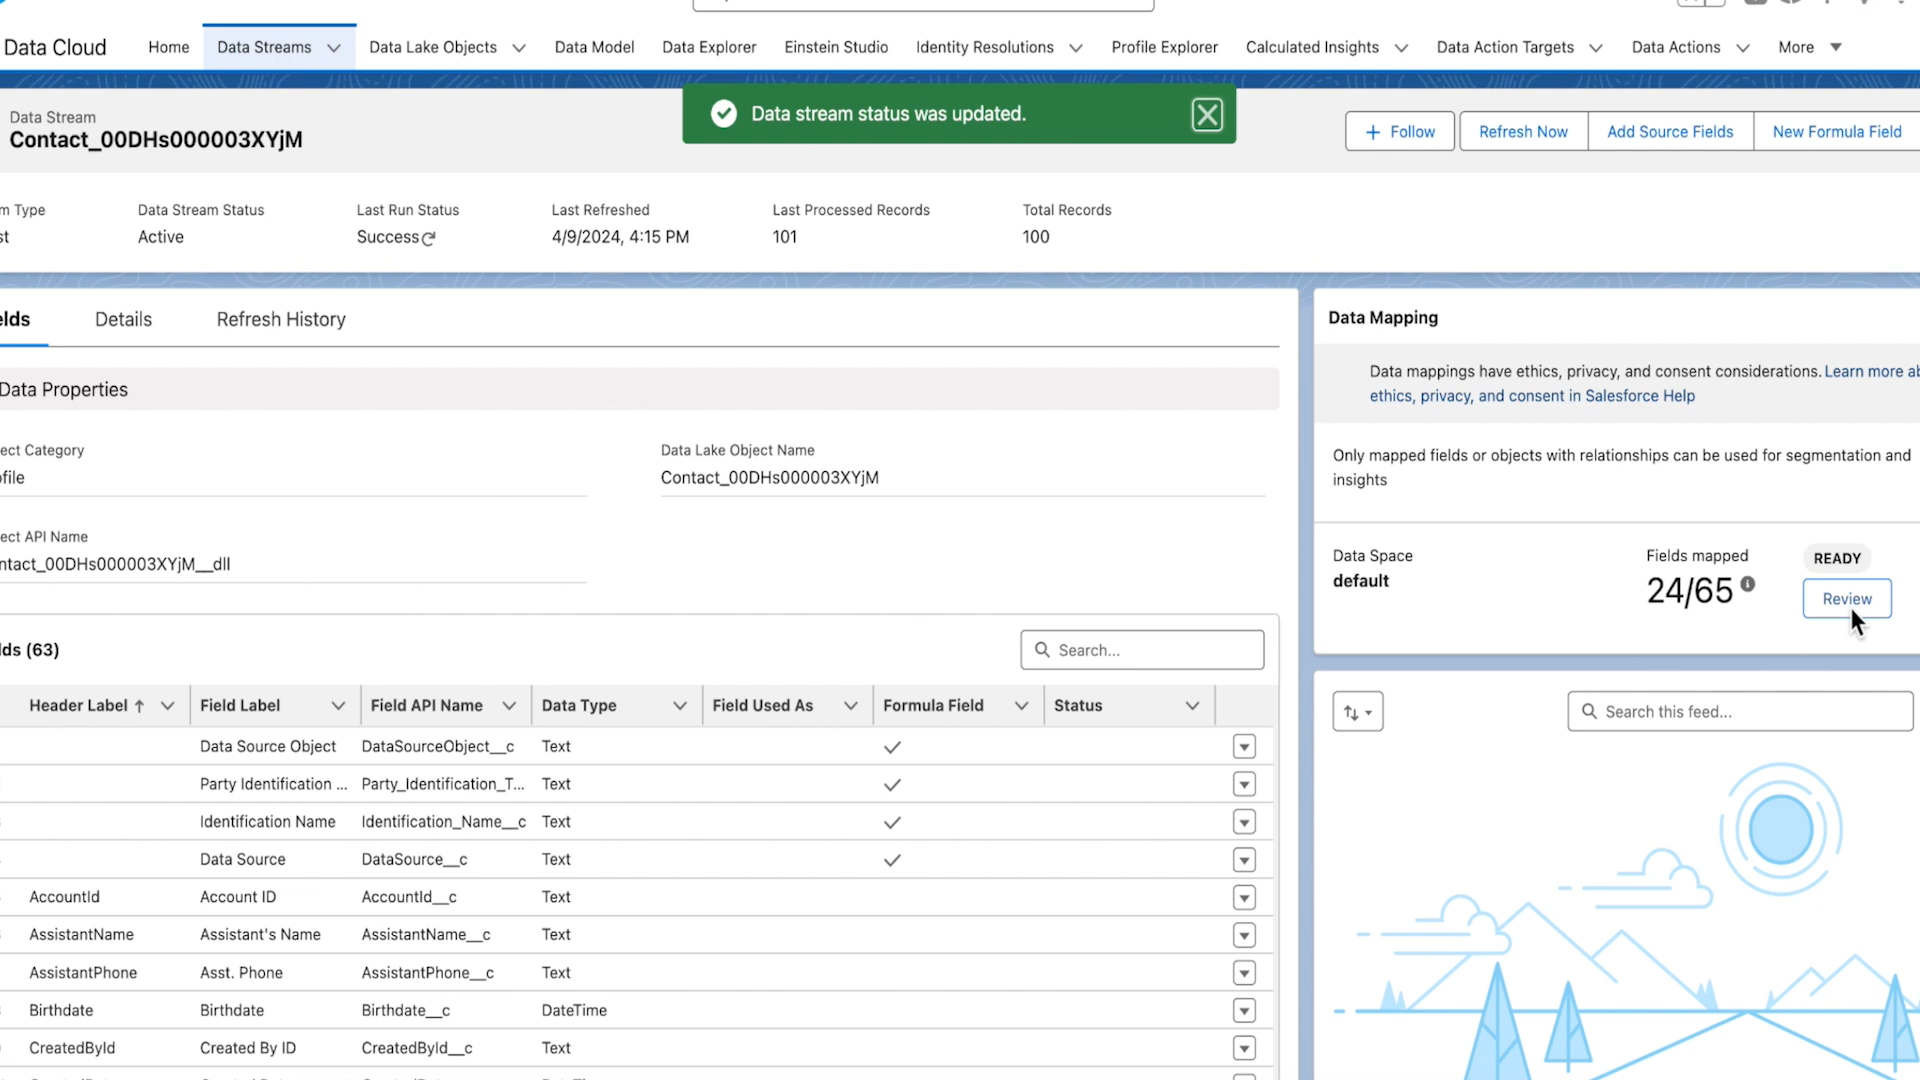 Data Cloud Home Data Streams Data Lake Objects Data Model Data Explorer Einstein Studio Identity Resolutions Profile Explorer Calculated Insights Data Action Targets Data Actions More
Data stream status was updated.
Data Stream
Contact_00DHs000003XYjM
Follow Refresh Now Add Source Fields New Formula Field
m Type Data Stream Status Last Run Status Last Refreshed Last Processed Records Total Records
st Active Success 4/9/2024, 4:15 PM 101 100
elds Details Refresh History
Data Properties
ect Category Data Lake Object Name
ofile Contact_00DHs000003XYjM
ect API Name
ntact_00DHs000003XYjM__dll
lds (63) Search...
Header Label Field Label Field API Name Data Type Field Used As Formula Field Status
Data Source Object DataSourceObject__c Text
Party Identification ... Party_Identification_T... Text
Identification Name Identification_Name__c Text
Data Source DataSource__c Text
AccountId Account ID AccountId__c Text
AssistantName Assistant's Name AssistantName__c Text
AssistantPhone Asst. Phone AssistantPhone__c Text
Birthdate Birthdate Birthdate__c DateTime
CreatedById Created By ID CreatedById__c Text
Data Mapping
Data mappings have ethics, privacy, and consent considerations. Learn more ab
ethics, privacy, and consent in Salesforce Help
Only mapped fields or objects with relationships can be used for segmentation and
insights
Data Space Fields mapped READY
default 24/65 Review
Search this feed...